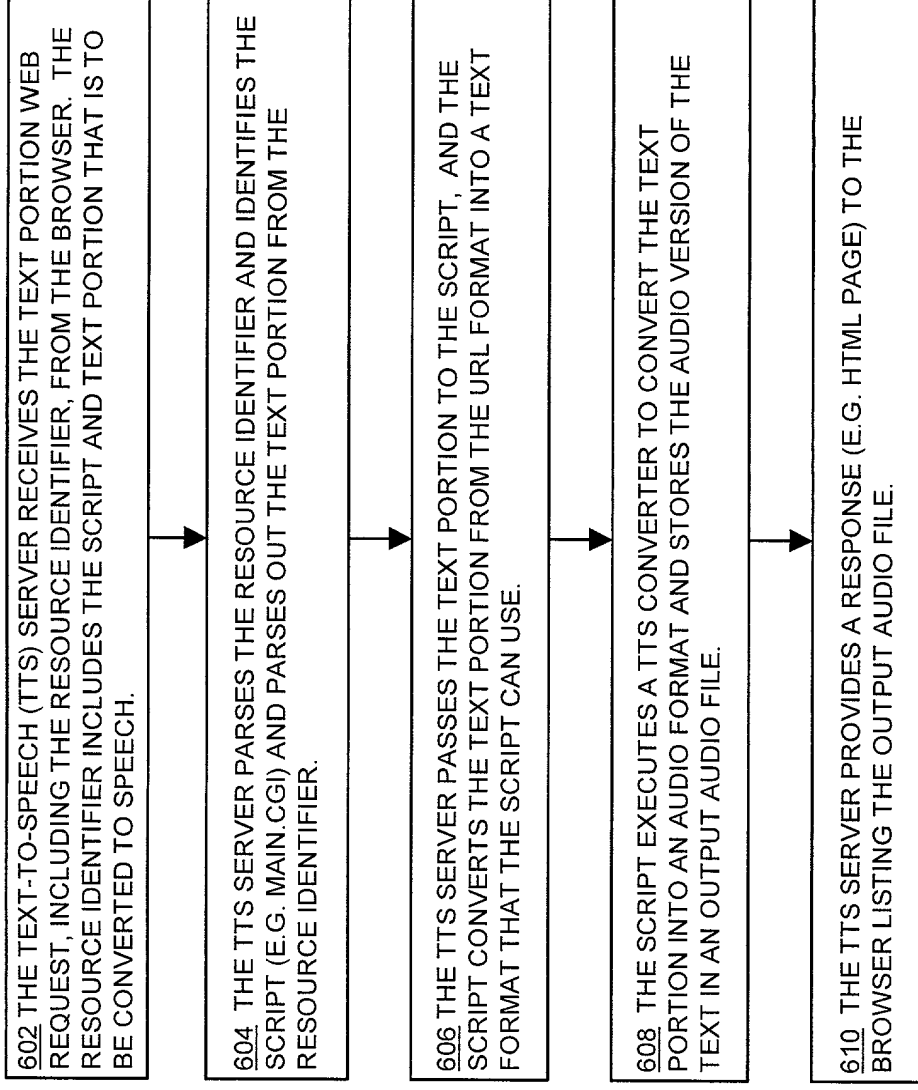 602 THE TEXT-TO-SPEECH (TTS) SERVER RECEIVES THE TEXT PORTION WEB
REQUEST, INCLUDING THE RESOURCE IDENTIFIER, FROM THE BROWSER. THE
RESOURCE IDENTIFIER INCLUDES THE SCRIPT AND TEXT PORTION THAT IS TO
BE CONVERTED TO SPEECH.
604 THE TTS SERVER PARSES THE RESOURCE IDENTIFIER AND IDENTIFIES THE
SCRIPT (E.G. MAIN.CGI) AND PARSES OUT THE TEXT PORTION FROM THE
RESOURCE IDENTIFIER.
606 THE TTS SERVER PASSES THE TEXT PORTION TO THE SCRIPT, AND THE
SCRIPT CONVERTS THE TEXT PORTION FROM THE URL FORMAT INTO A TEXT
FORMAT THAT THE SCRIPT CAN USE.
608 THE SCRIPT EXECUTES A TTS CONVERTER TO CONVERT THE TEXT
PORTION INTO AN AUDIO FORMAT AND STORES THE AUDIO VERSION OF THE
TEXT IN AN OUTPUT AUDIO FILE.
610 THE TTS SERVER PROVIDES A RESPONSE (E.G. HTML PAGE) TO THE
BROWSER LISTING THE OUTPUT AUDIO FILE.